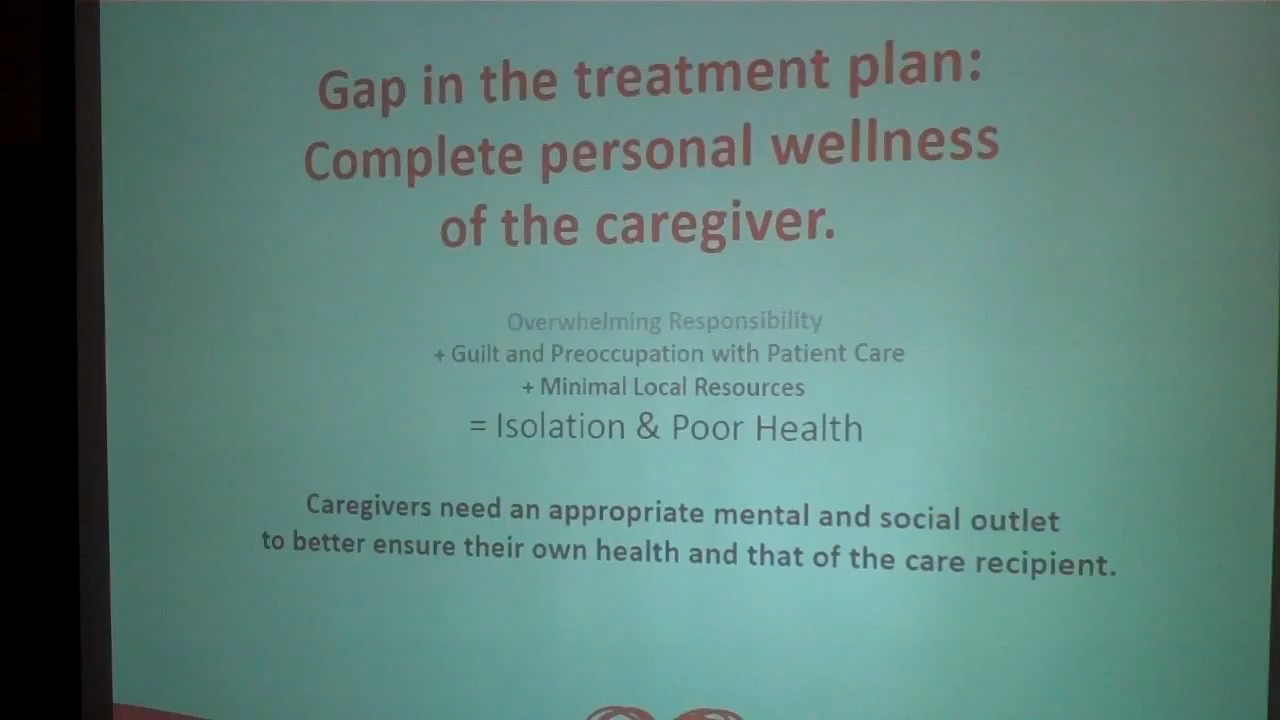 Gap in the treatment plan:
Complete personal wellness
of the caregiver.
Overwhelming Responsibility
+ Guilt and Preoccupation with Patient Care
+ Minimal Local Resources
= Isolation & Poor Health
Caregivers need an appropriate mental and social outlet
to better ensure their own health and that of the care recipient.